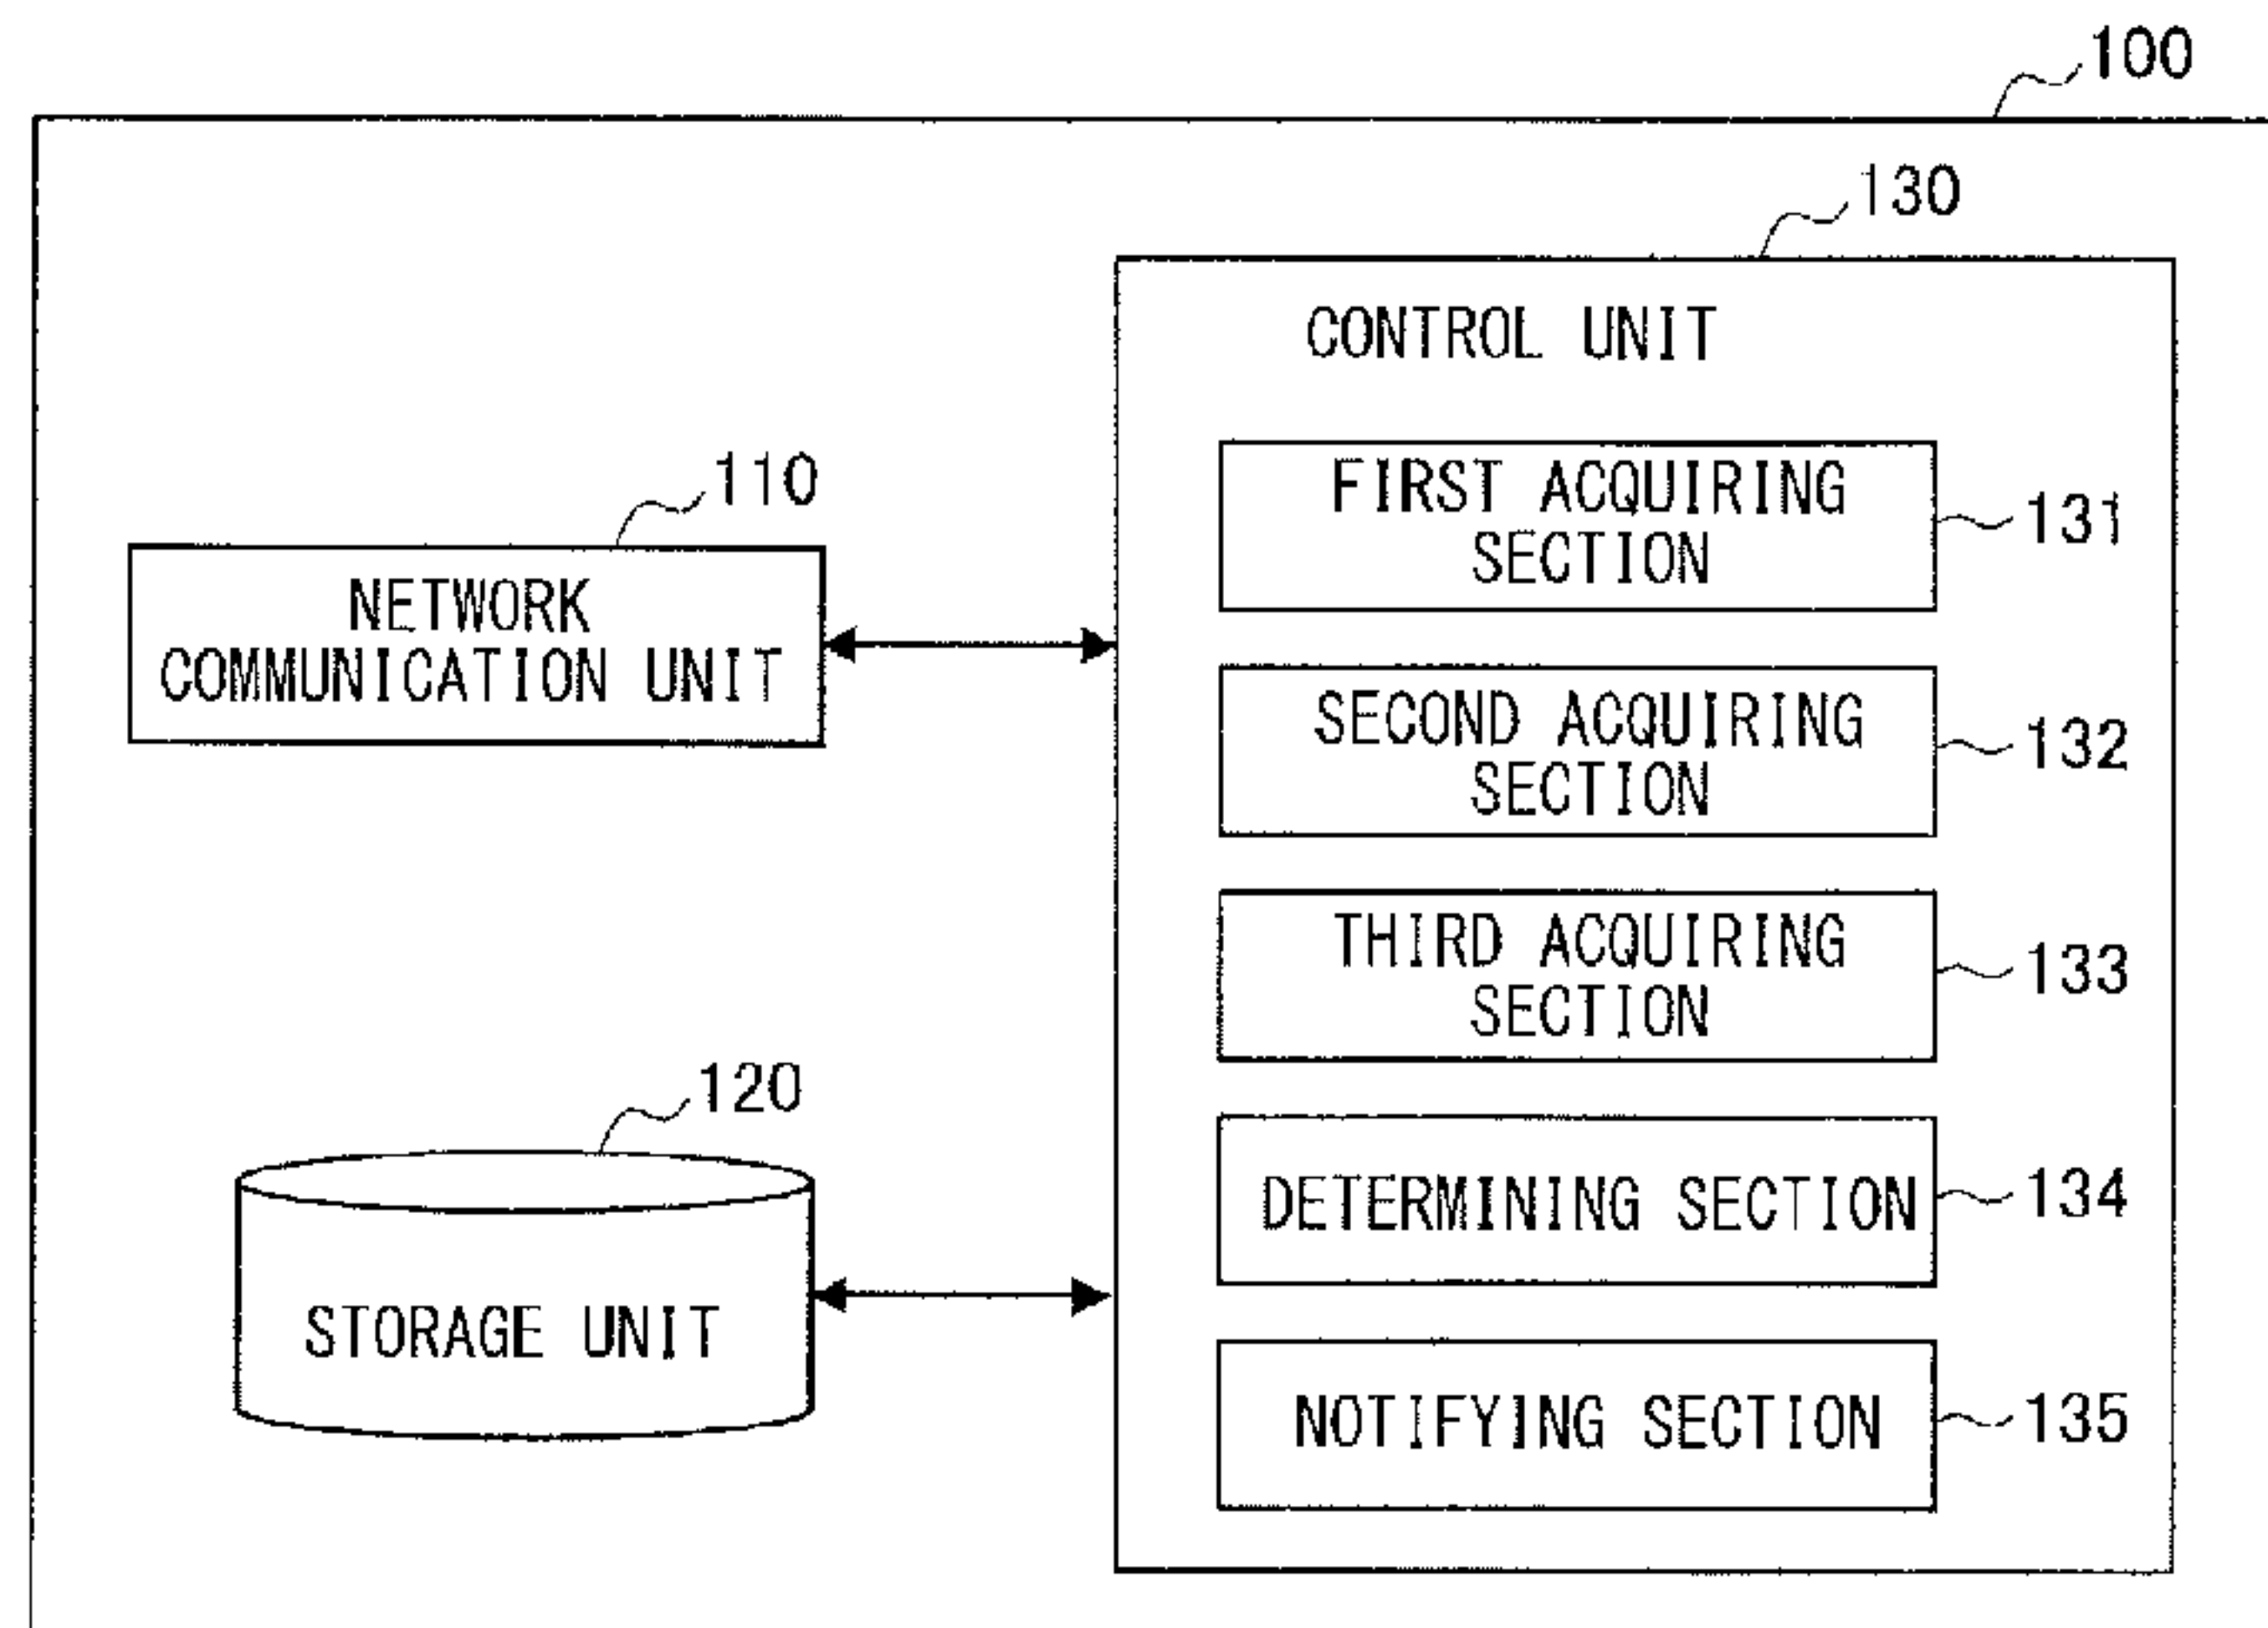 100
130
CONTROL UNIT
110
FIRST ACQUIRING
SECTION
131
NETWORK
COMMUNICATION UNIT
SECOND ACQUIRING
SECTION
132
THIRD ACQUIRING
SECTION
133
120
STORAGE UNIT
DETERMINING SECTION
134
NOTIFYING SECTION
135